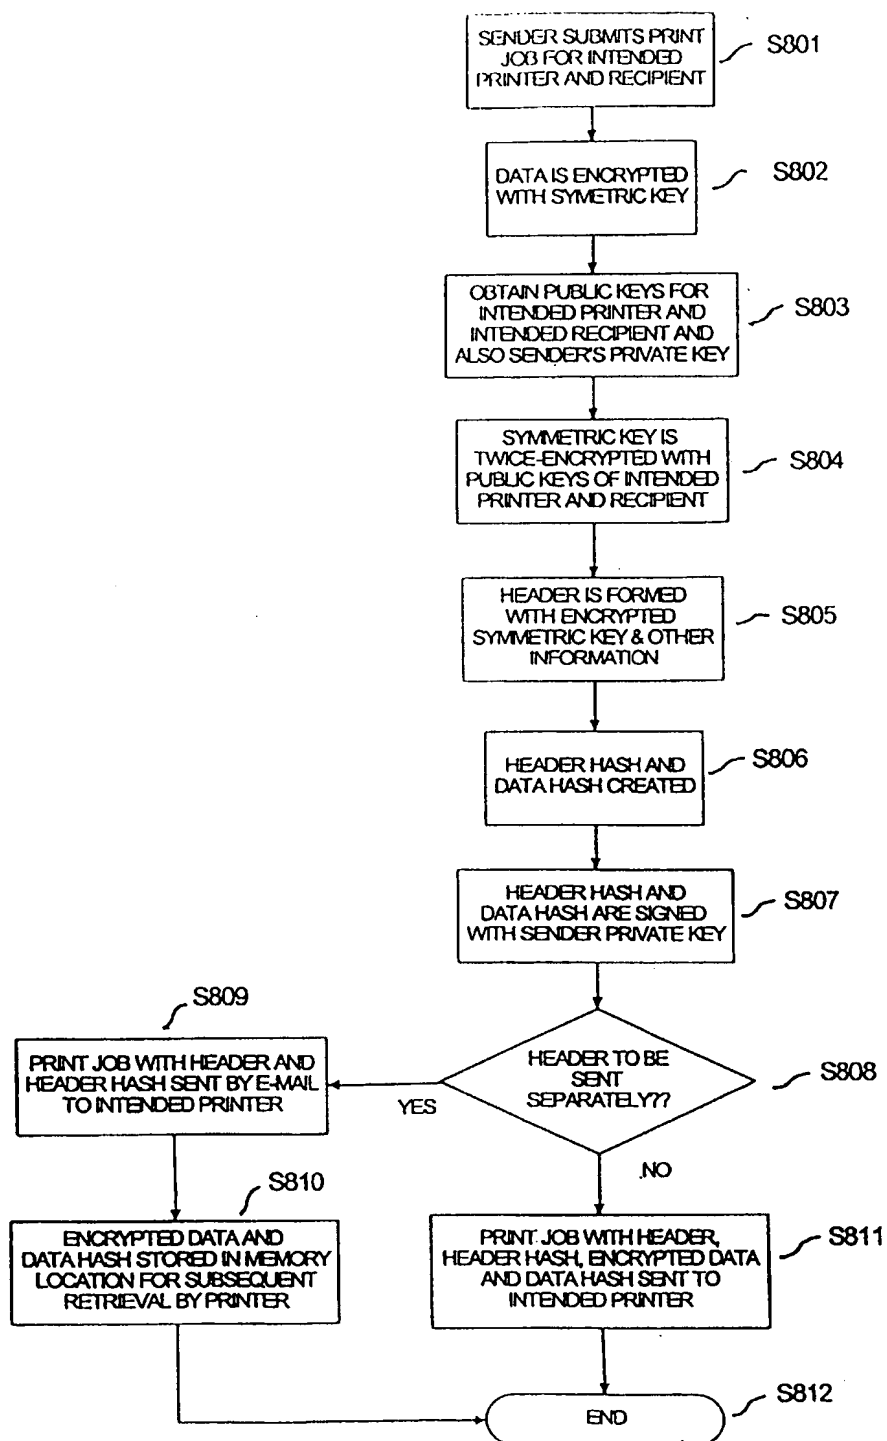 SENDER SUBMITS PRINT
JOB FOR INTENDED
PRINTER AND RECIPIENT
S801
DATA IS ENCRYPTED
WITH SYMETRIC KEY
S802
OBTAIN PUBLIC KEYS FOR
INTENDED PRINTER AND
INTENDED RECIPIENT AND
ALSO SENDER'S PRIVATE KEY
S803
SYMMETRIC KEY IS
TWICE-ENCRYPTED WITH
PUBLIC KEYS OF INTENDED
PRINTER AND RECIPIENT
S804
HEADER IS FORMED
WITH ENCRYPTED
SYMMETRIC KEY & OTHER
INFORMATION
S805
HEADER HASH AND
DATA HASH CREATED
S806
HEADER HASH AND
DATA HASH ARE SIGNED
WITH SENDER PRIVATE KEY
S807
HEADER TO BE
SENT
SEPARATELY??
S808
YES
NO
S809
PRINT JOB WITH HEADER AND
HEADER HASH SENT BY E-MAIL
TO INTENDED PRINTER
S810
ENCRYPTED DATA AND
DATA HASH STORED IN MEMORY
LOCATION FOR SUBSEQUENT
RETRIEVAL BY PRINTER
PRINT JOB WITH HEADER,
HEADER HASH, ENCRYPTED DATA
AND DATA HASH SENT TO
INTENDED PRINTER
S811
END
S812